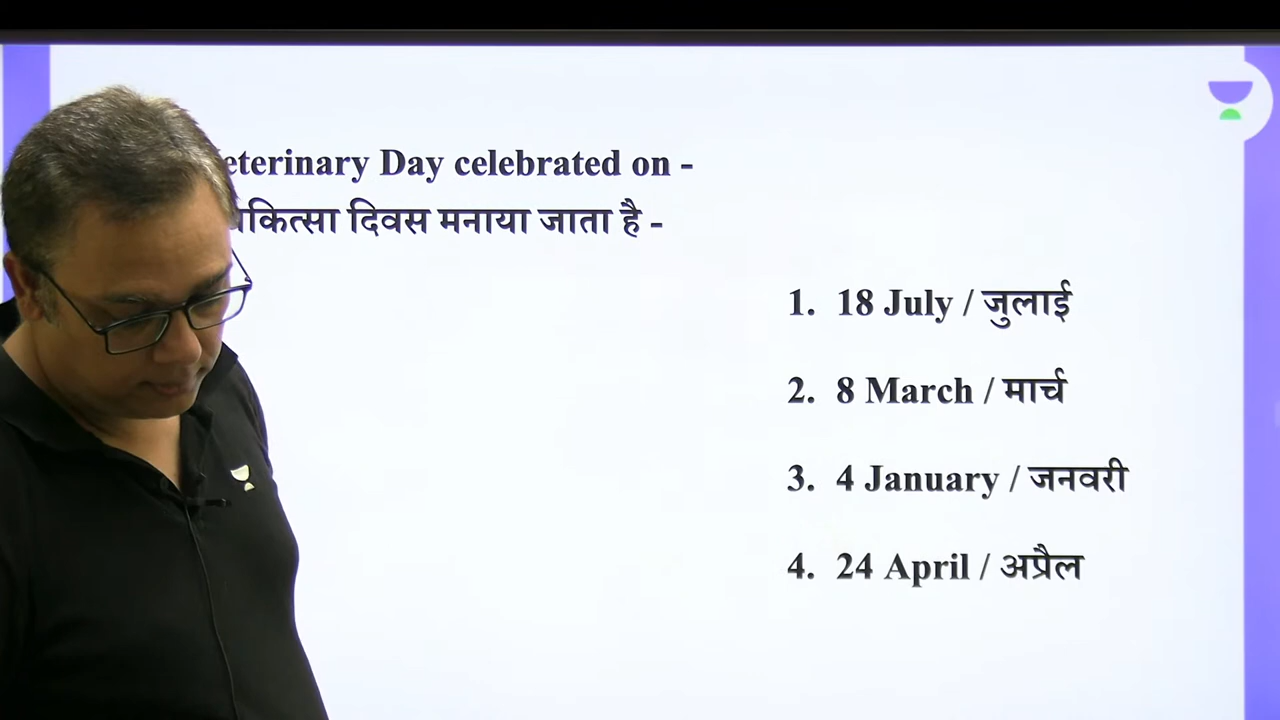 Day celebrated on -
दिवस मनाया जाता है -
1. 18 July / जुलाई
2. 8 March / मार्च
3. 4 January / जनवरी
4. 24 April / अप्रैल